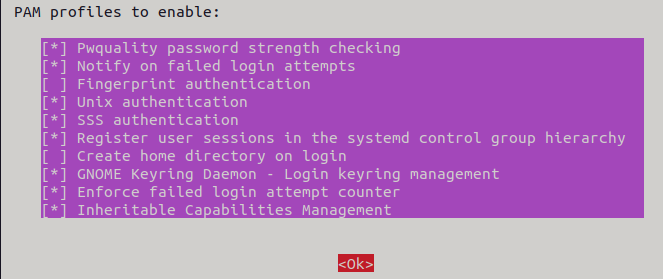 PAM profiles to enable:
[*] Pwquality password strength checking
[*] Notify on failed login attempts
[ ] Fingerprint authentication
[*] Unix authentication
[*] SSS authentication
[*] Register user sessions in the systemd control group hierarchy
[ ] Create home directory on login
[*] GNOME Keyring Daemon - Login keyring management
[*] Enforce failed login attempt counter
[*] Inheritable Capabilities Management
<Ok>